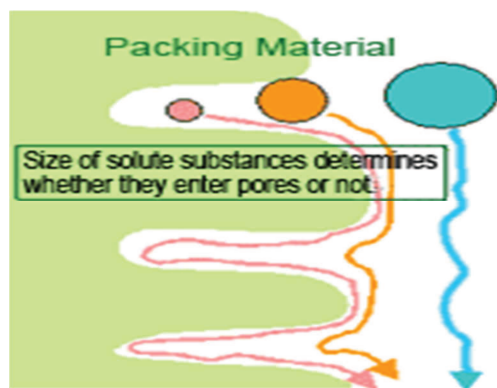 Packing Material
Size of solute substances determines
whether they enter pores or not.